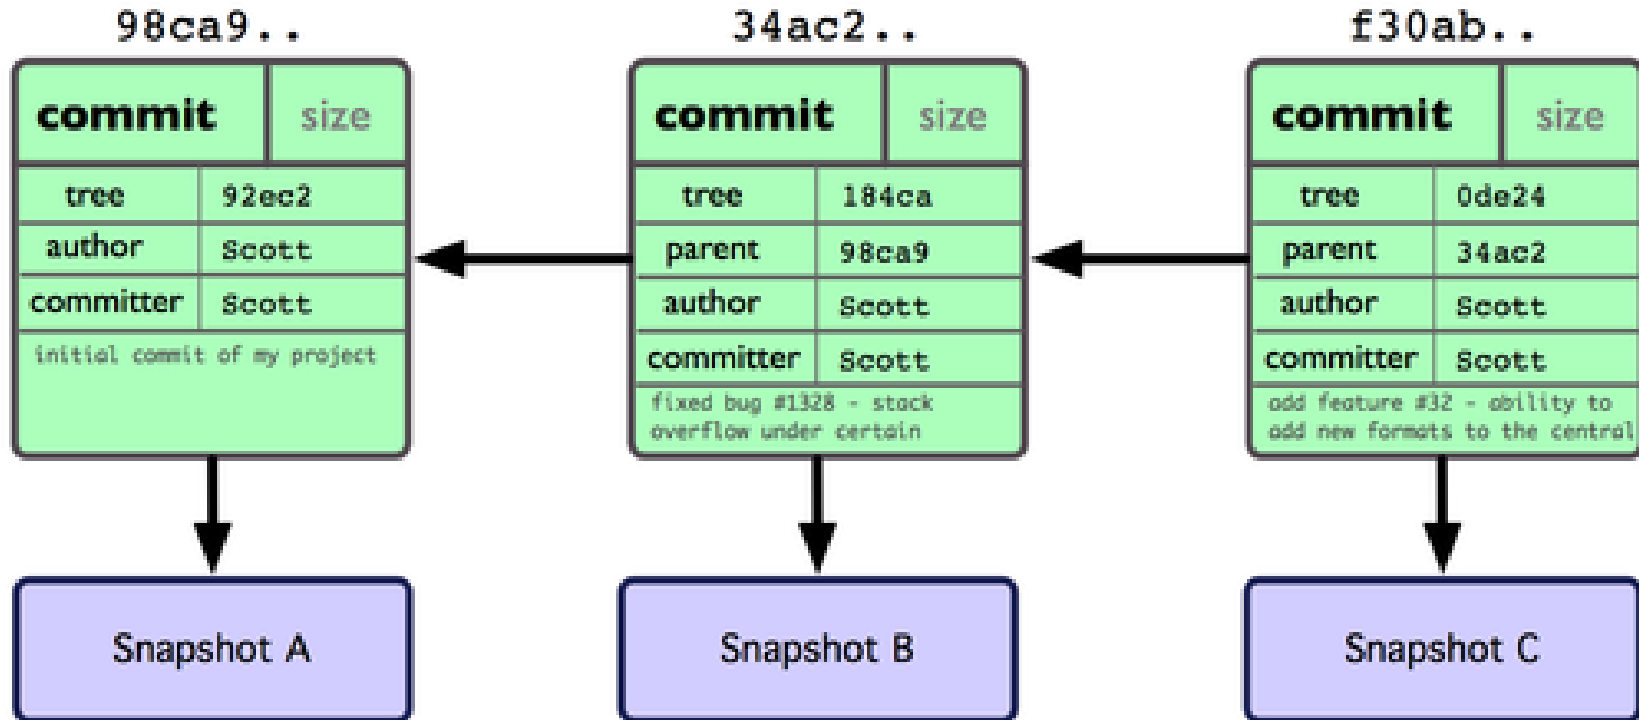 98ca9..
commit size
tree 92ec2
author Scott
committer Scott
initial commit of my project
Snapshot A
34ac2..
commit size
tree 184ca
parent 98ca9
author Scott
committer Scott
fixed bug #1328 - stack
overflow under certain
Snapshot B
f30ab..
commit size
tree 0de24
parent 34ac2
author Scott
committer Scott
add feature #32 - ability to
add new formats to the central
Snapshot C